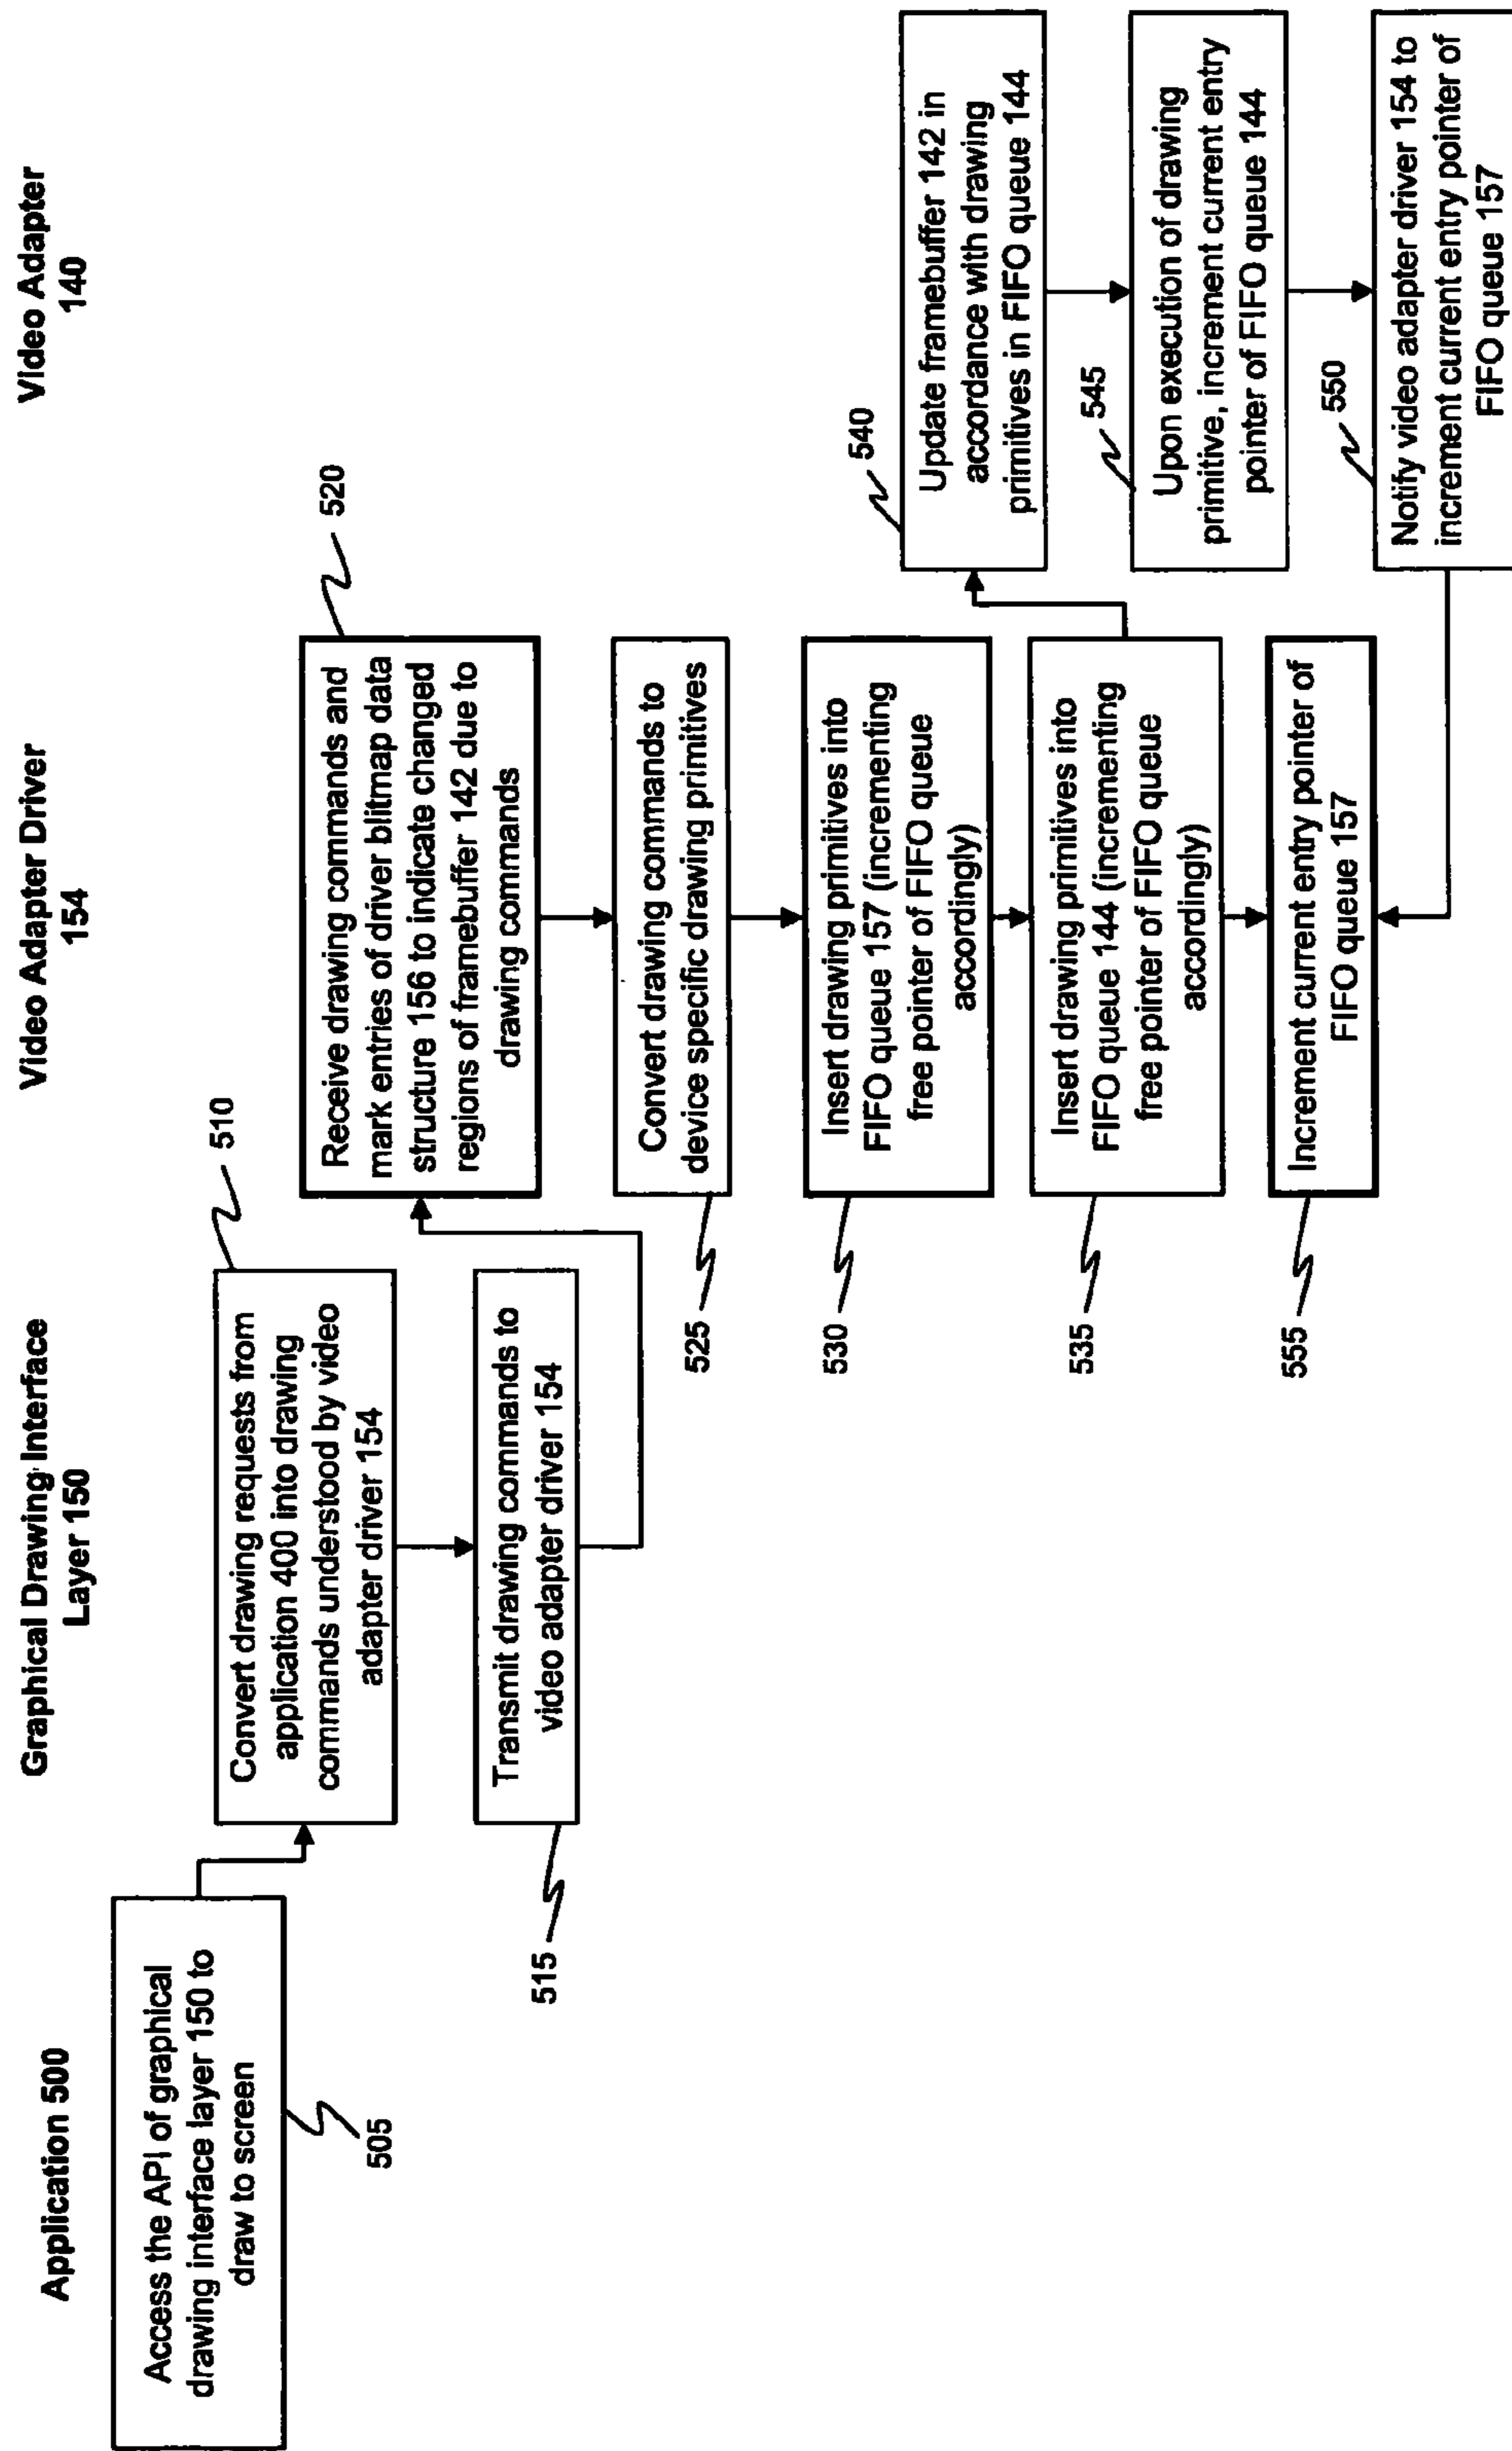 Application 500
Access the API of graphical
drawing interface layer 150 to
draw to screen
505
Graphical Drawing Interface
Layer 150
510
Convert drawing requests from
application 400 into drawing
commands understood by video
adapter driver 154
Transmit drawing commands to
video adapter driver 154
515
Video Adapter Driver
154
520
Receive drawing commands and
mark entries of driver blitmap data
structure 156 to indicate changed
regions of framebuffer 142 due to
drawing commands
Convert drawing commands to
device specific drawing primitives
525
Insert drawing primitives into
FIFO queue 157 (incrementing
free pointer of FIFO queue
accordingly)
530
Insert drawing primitives into
FIFO queue 144 (incrementing
free pointer of FIFO queue
accordingly)
535
Increment current entry pointer of
FIFO queue 157
555
Video Adapter
140
540
Update framebuffer 142 in
accordance with drawing
primitives in FIFO queue 144
545
Upon execution of drawing
primitive, increment current entry
pointer of FIFO queue 144
550
Notify video adapter driver 154 to
increment current entry pointer of
FIFO queue 157